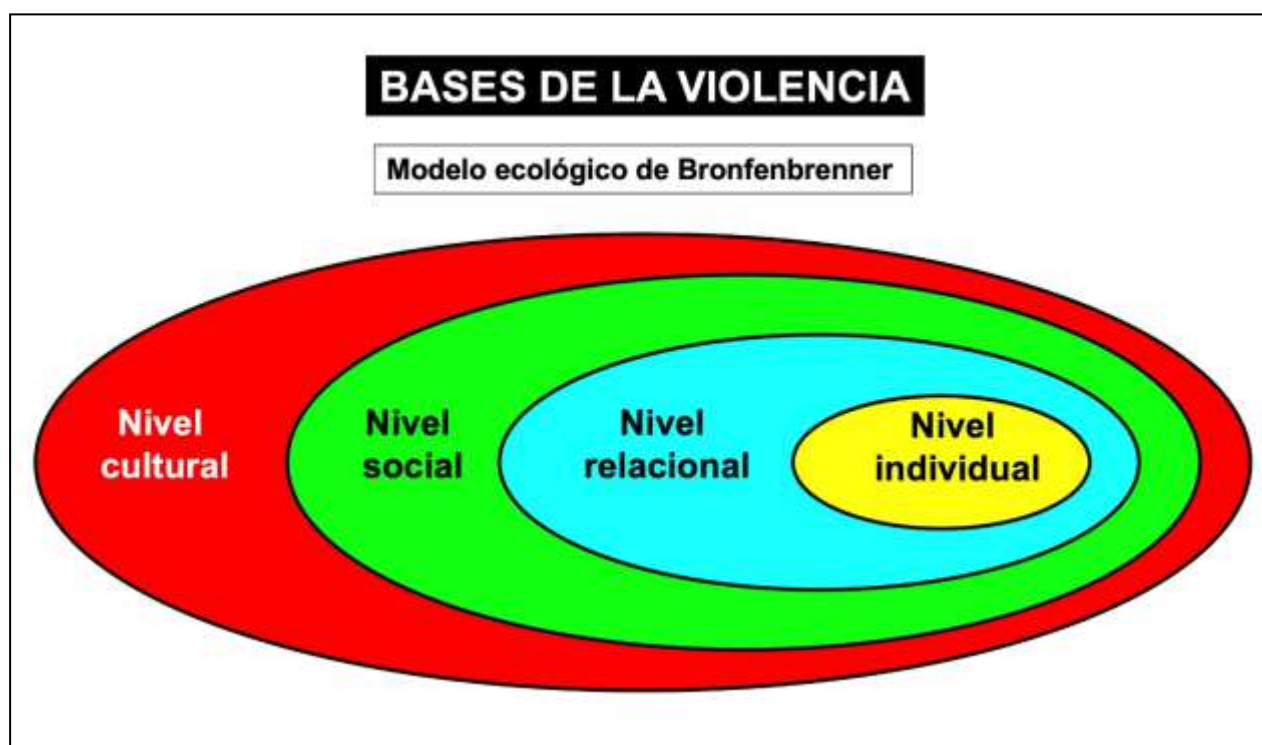 BASES DE LA VIOLENCIA
Modelo ecológico de Bronfenbrenner
Nivel
cultural
Nivel
social
Nivel
relacional
Nivel
individual